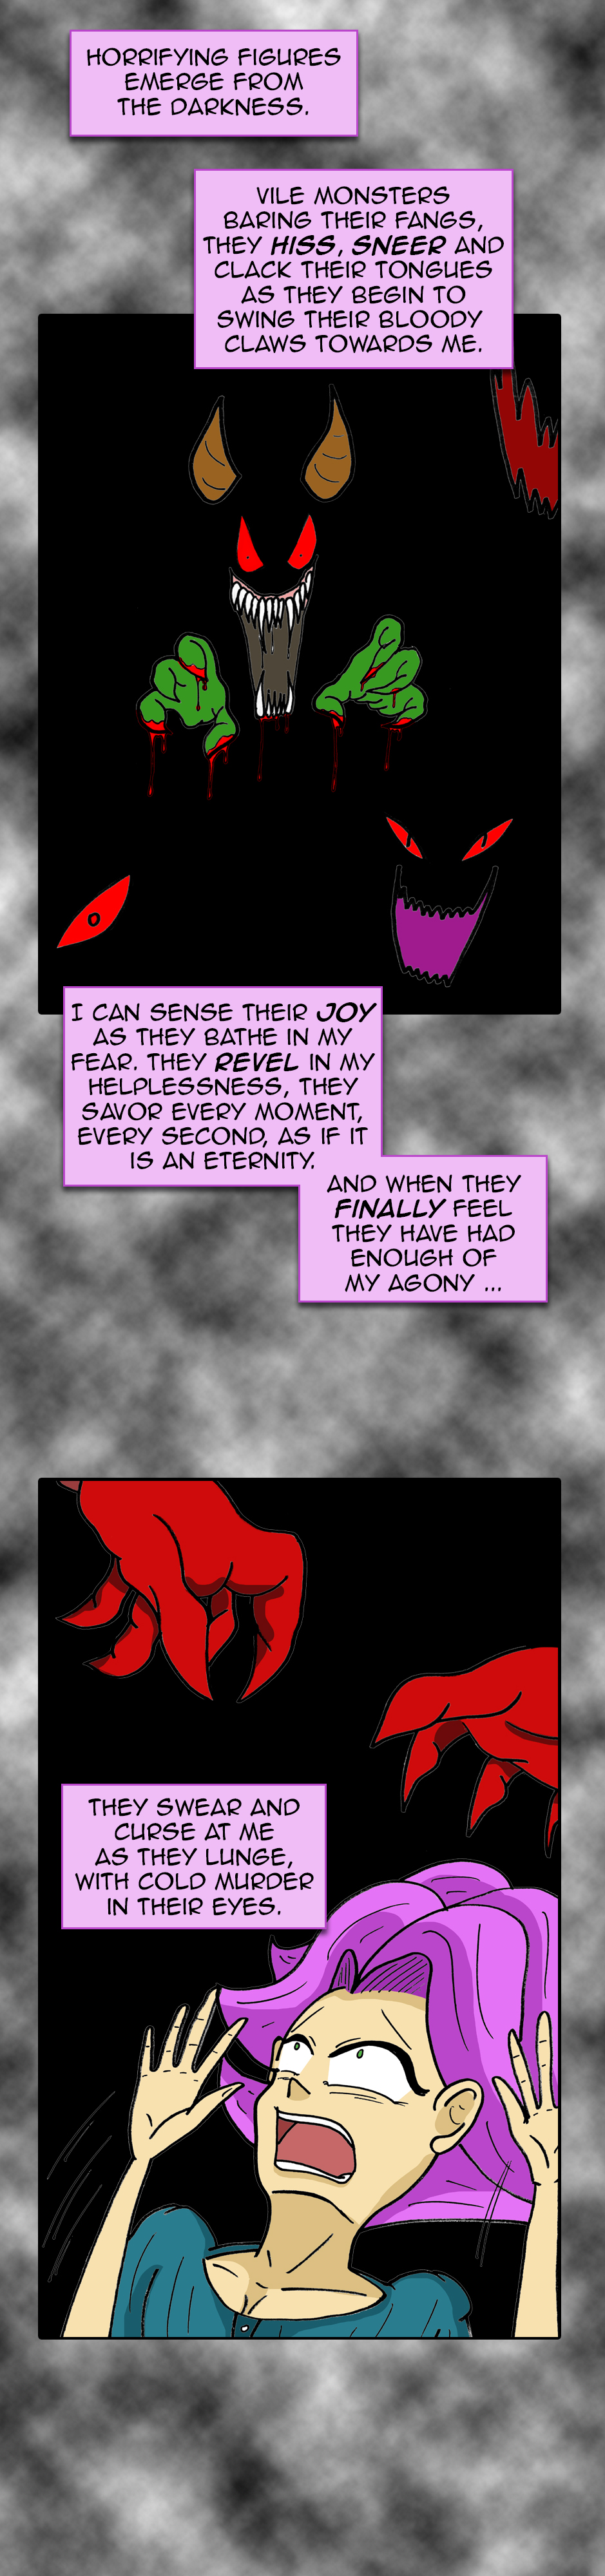 HORRIFYING FIGURES
EMERGE FROM
THE DARKNESS.
VILE MONSTERS
BARING THEIR FANGS,
THEY HISS, SNEER AND
CLACK THEIR TONGUES
AS THEY BEGIN TO
SWING THEIR BLOODY
CLAWS TOWARDS ME.
I CAN SENSE THEIR JOY
AS THEY BATHE IN MY
FEAR. THEY REVEL IN MY
HELPLESSNESS, THEY
SAVOR EVERY MOMENT,
EVERY SECOND, AS IF IT
IS AN ETERNITY.
AND WHEN THEY
FINALLY FEEL
THEY HAVE HAD
ENOUGH OF
MY AGONY ...
THEY SWEAR AND
CURSE AT ME
AS THEY LUNGE,
WITH COLD MURDER
IN THEIR EYES.